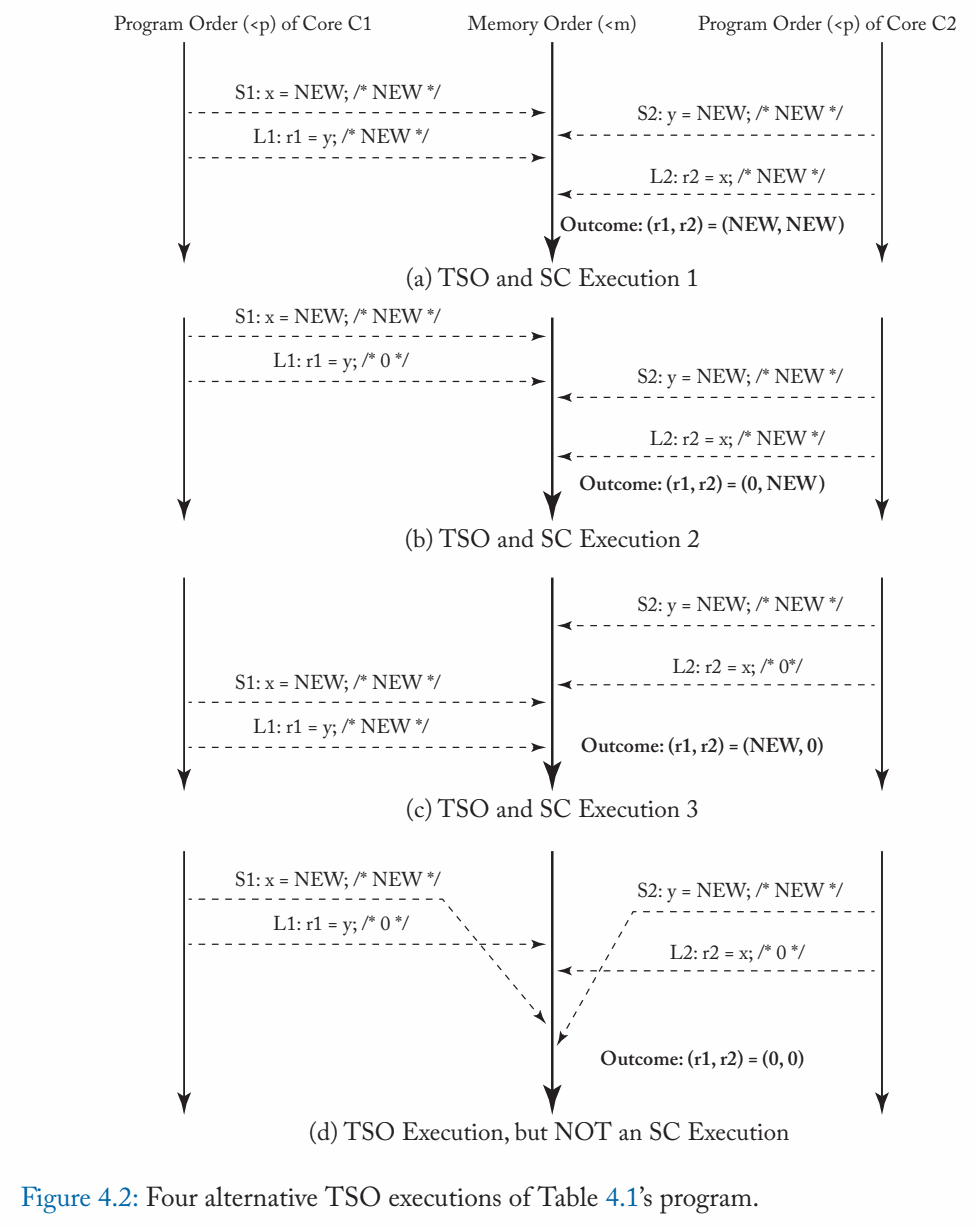 Program Order (<p) of Core C1 Memory Order (<m) Program Order (<p) of Core C2
S1: x = NEW; /* NEW */
S2: y = NEW; /* NEW */
L1: r1 = y; /* NEW */
L2: r2 = x; /* NEW */
Outcome: (r1, r2) = (NEW, NEW)
(a) TSO and SC Execution 1
S1: x = NEW; /* NEW */
L1: r1 = y; /* 0 */
S2: y = NEW; /* NEW */
L2: r2 = x; /* NEW */
Outcome: (r1, r2) = (0, NEW)
(b) TSO and SC Execution 2
S2: y = NEW; /* NEW */
L2: r2 = x; /* 0*/
S1: x = NEW; /* NEW */
L1: r1 = y; /* NEW */
Outcome: (r1, r2) = (NEW, 0)
(c) TSO and SC Execution 3
S1: x = NEW; /* NEW */
S2: y = NEW; /* NEW */
L1: r1 = y; /* 0 */
L2: r2 = x; /* 0 */
Outcome: (r1, r2) = (0, 0)
(d) TSO Execution, but NOT an SC Execution
Figure 4.2: Four alternative TSO executions of Table 4.1's program.